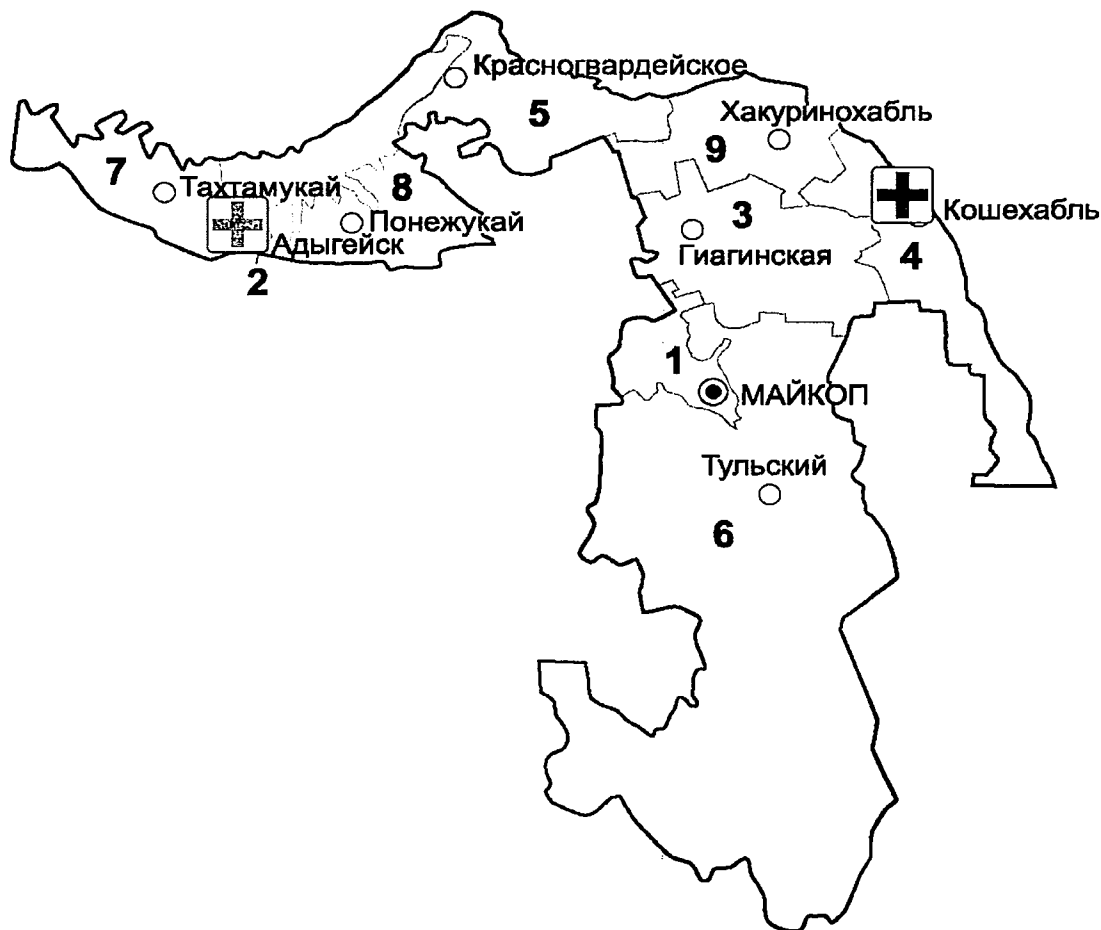 Красногвардейское
5
Хакуринохабль
9
7
Тахтамукай
8
Понежукай
Адыгейск
2
3
Гиагинская
Кошехабль
4
1
МАЙКОП
Тульский
6